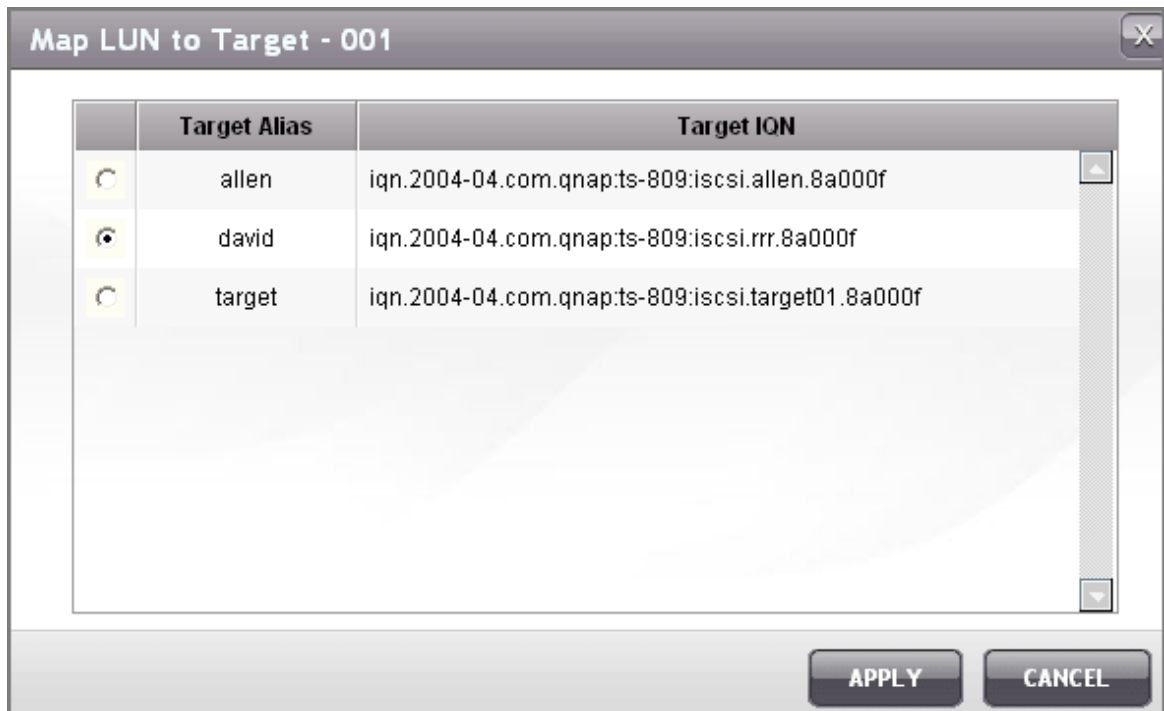 Map LUN to Target - 001
X
Target Alias Target IQN
allen iqn.2004-04.com.qnap:ts-809:iscsi.allen.8a000f
david iqn.2004-04.com.qnap:ts-809:iscsi.rrr.8a000f
target iqn.2004-04.com.qnap:ts-809:iscsi.target01.8a000f
APPLY CANCEL